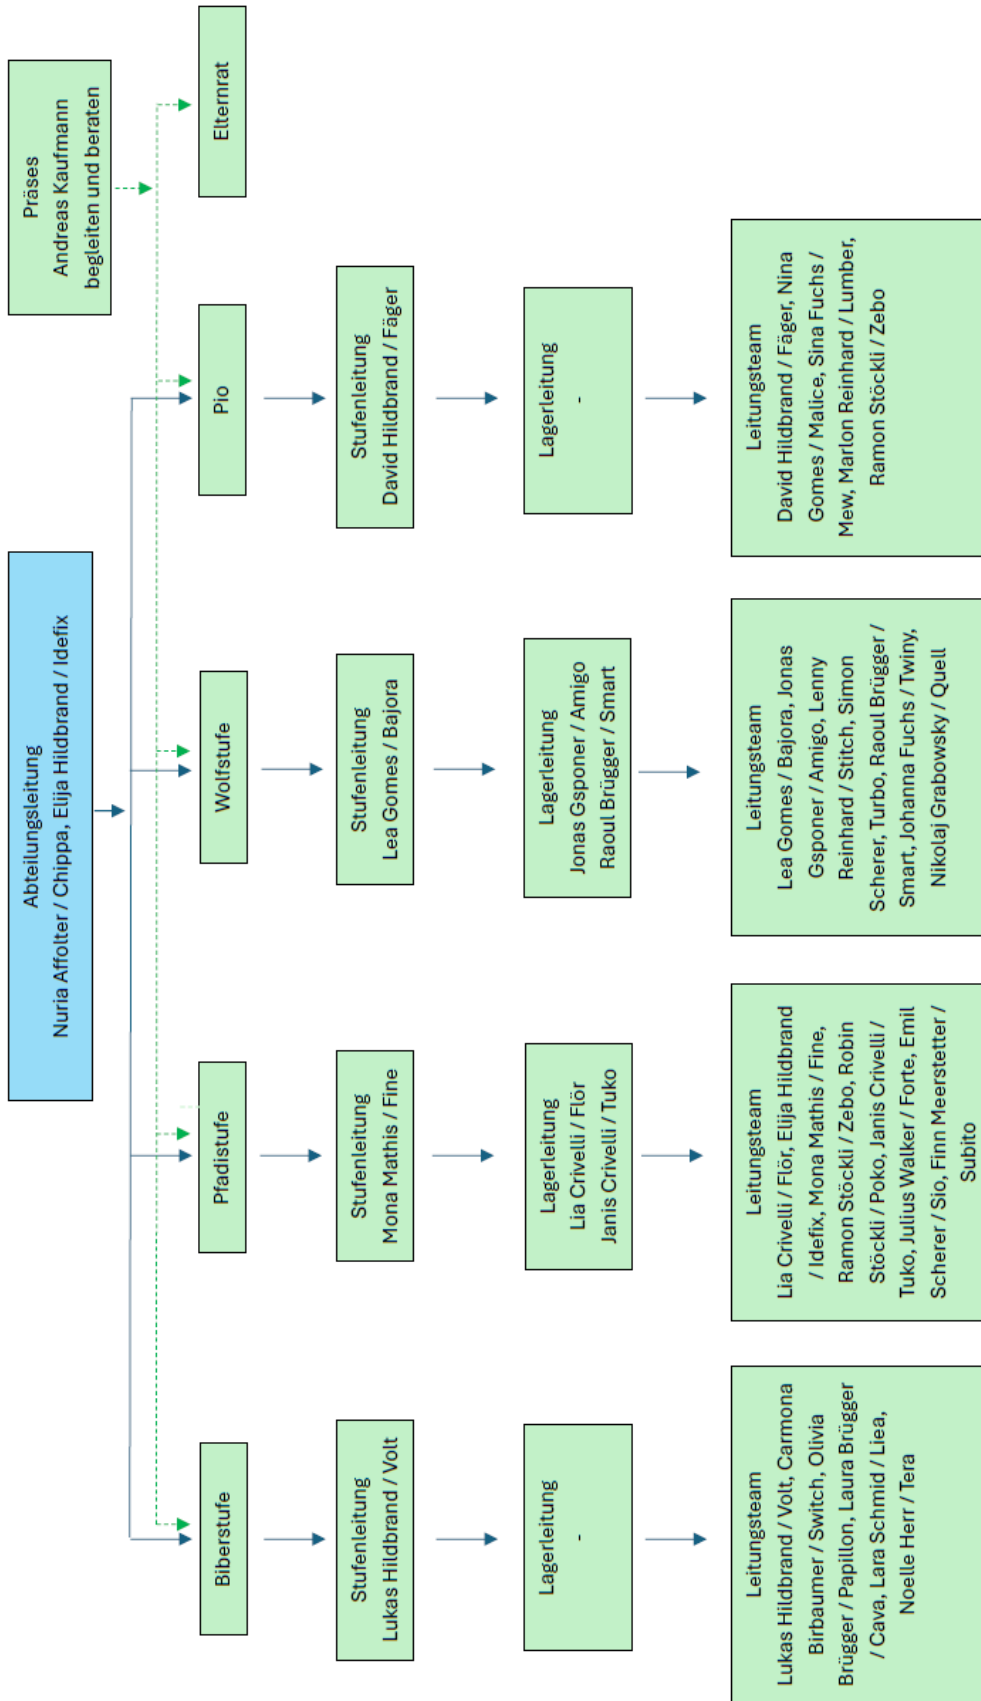 Abteilungsleitung
Nuria Affolter / Chippa, Elija Hildbrand / Idefix
Präses
Andreas Kaufmann
begleiten und beraten
Biberstufe
Pfadistufe
Wolfstufe
Pio
Elternrat
Stufenleitung
Lukas Hildbrand / Volt
Stufenleitung
Mona Mathis / Fine
Stufenleitung
Lea Gomes / Bajora
Stufenleitung
David Hildbrand / Fäger
Lagerleitung
-
Lagerleitung
Lia Crivelli / Flör
Janis Crivelli / Tuko
Lagerleitung
Jonas Gsponer / Amigo
Raoul Brügger / Smart
Lagerleitung
-
Leitungsteam
Lukas Hildbrand / Volt, Carmona
Birbaumer / Switch, Olivia
Brügger / Papillon, Laura Brügger
/ Cava, Lara Schmid / Liea,
Noelle Herr / Tera
Leitungsteam
Lia Crivelli / Flör, Elija Hildbrand
/ Idefix, Mona Mathis / Fine,
Ramon Stöckli / Zebo, Robin
Stöckli / Poko, Janis Crivelli /
Tuko, Julius Walker / Forte, Emil
Scherer / Sio, Finn Meerstetter /
Subito
Leitungsteam
Lea Gomes / Bajora, Jonas
Gsponer / Amigo, Lenny
Reinhard / Stitch, Simon
Scherer, Turbo, Raoul Brügger /
Smart, Johanna Fuchs / Twiny,
Nikolaj Grabowsky / Quell
Leitungsteam
David Hildbrand / Fäger, Nina
Gomes / Malice, Sina Fuchs /
Mew, Marlon Reinhard / Lumber,
Ramon Stöckli / Zebo